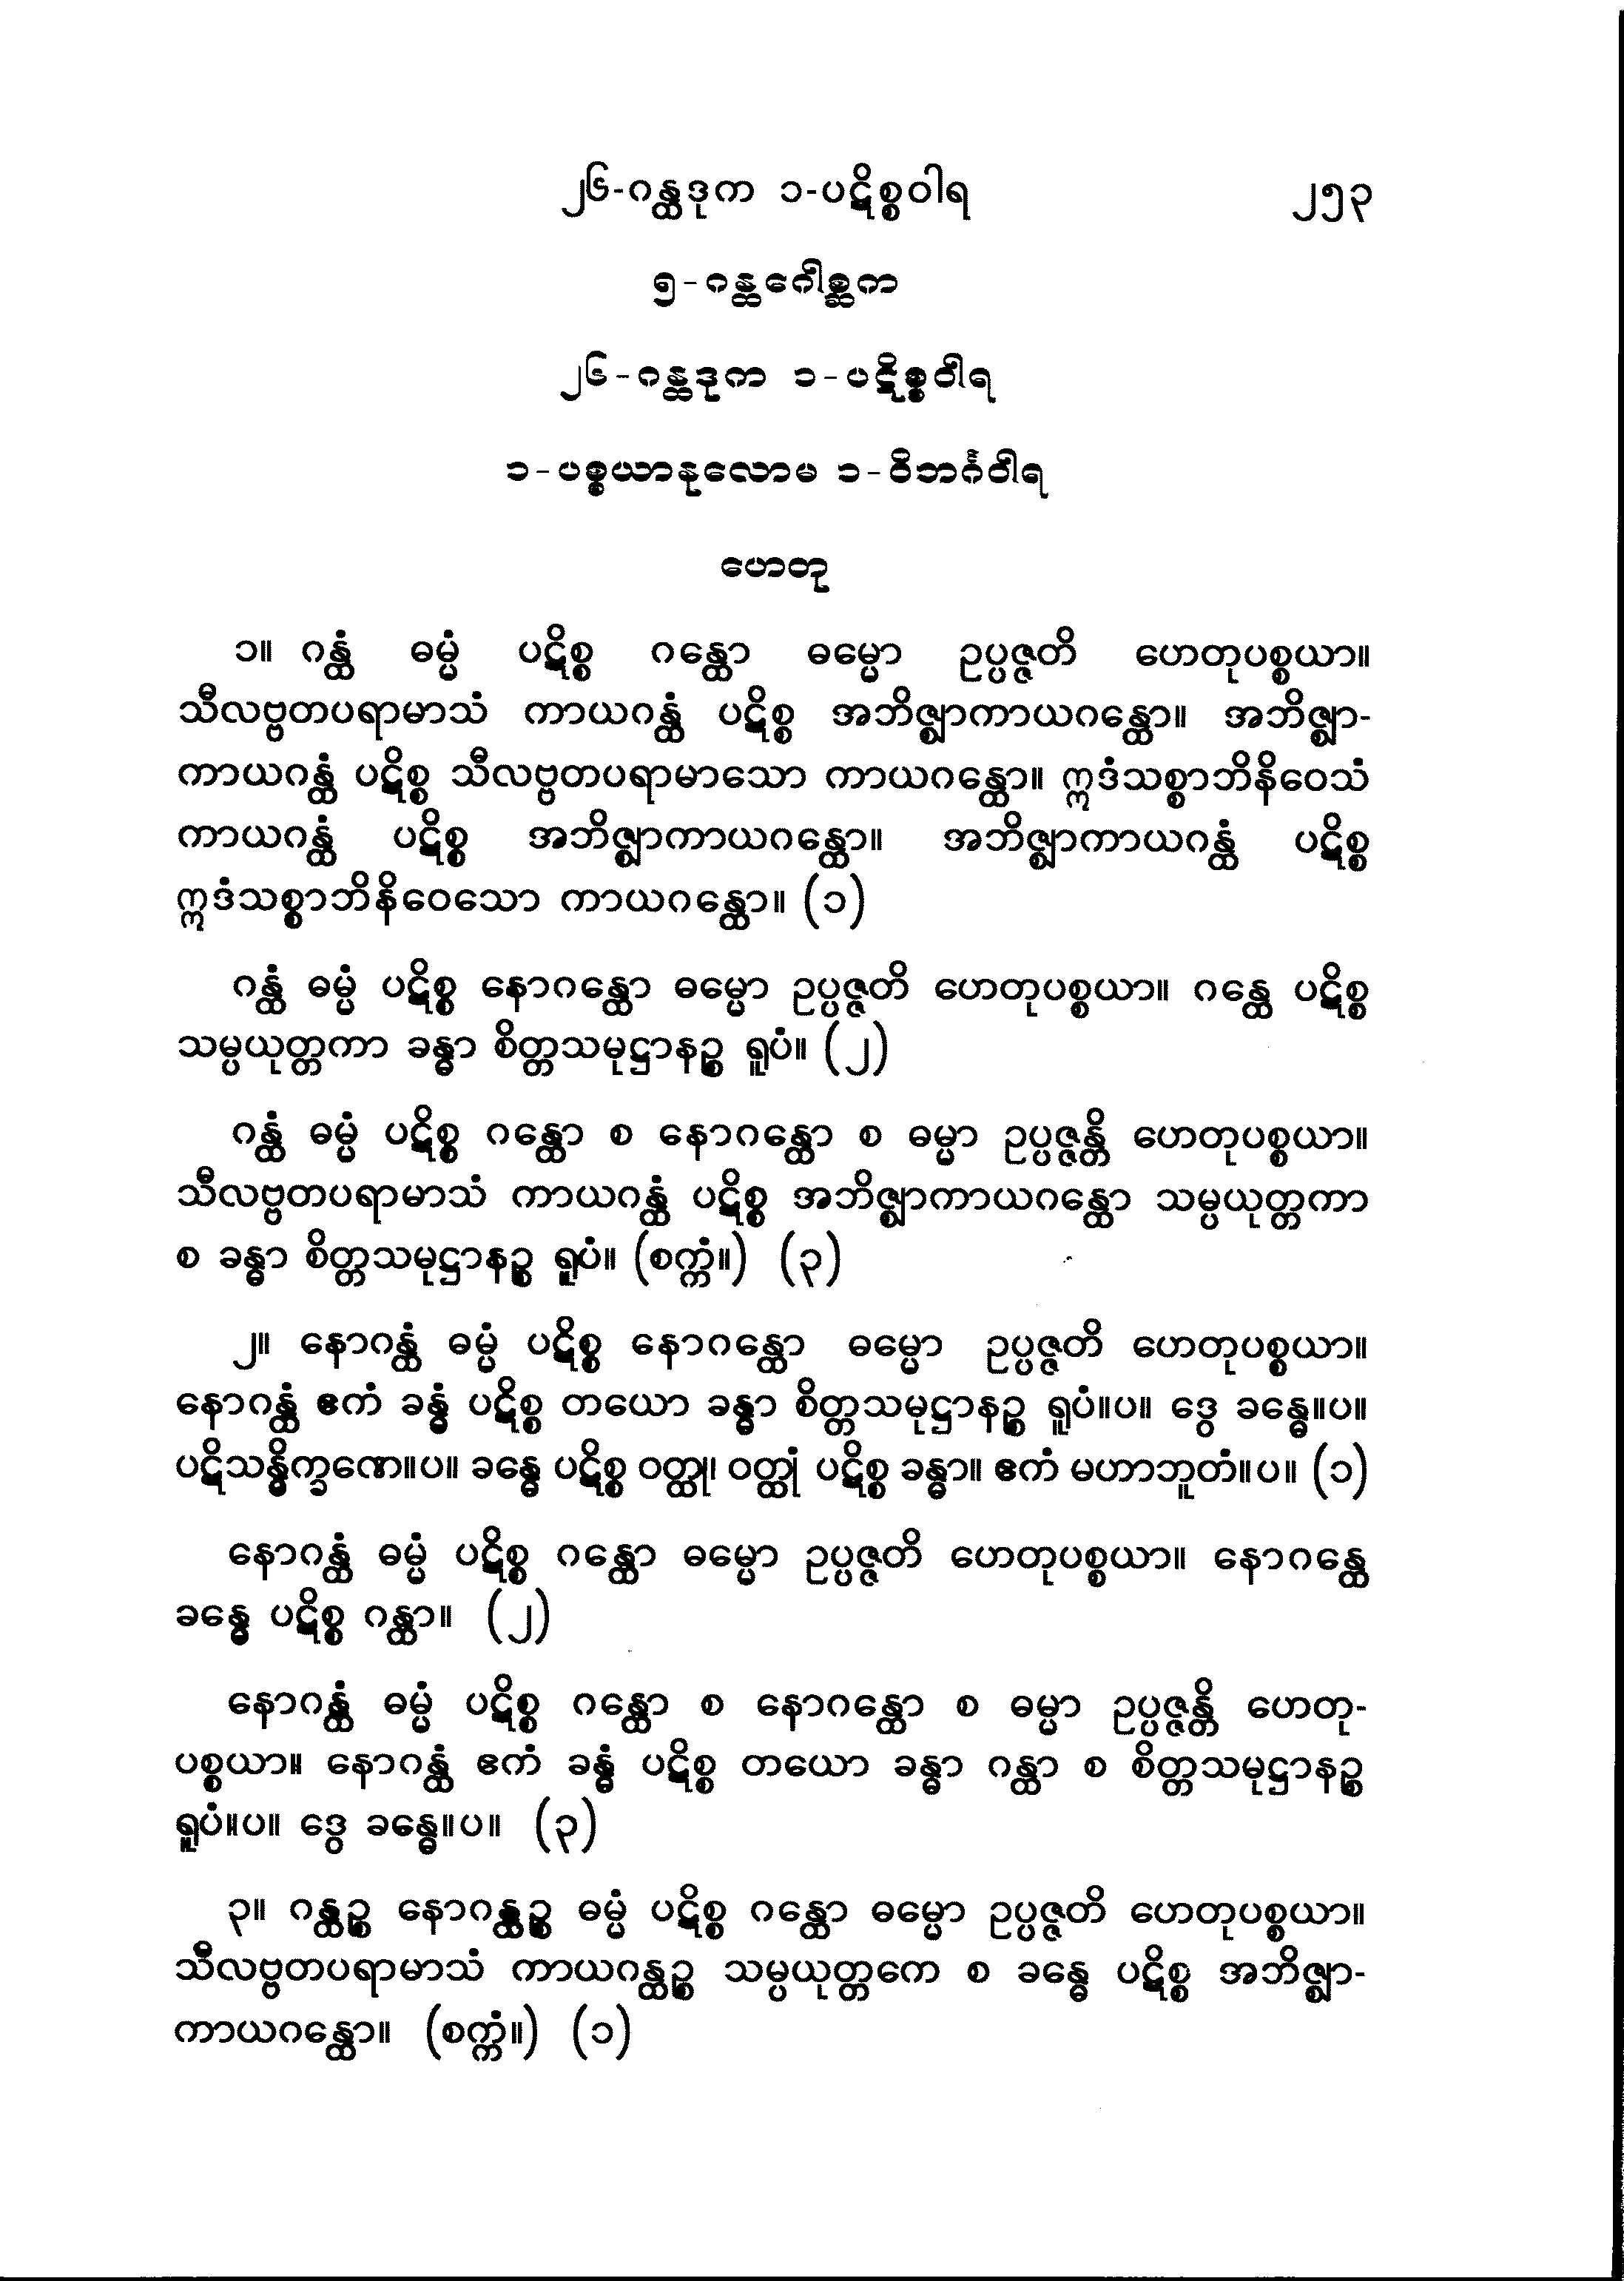 ၂၆-ဂန္ထဒုက ၁-ပဋိစ္စဝါရ ၂၅၃
၅-ဂန္ထဂေါစ္ဆက
၂၆-ဂန္ထဒုက ၁-ပဋိစ္စဝါရ
၁-ပစ္စယာနုလောမ ၁-ဝိဘင်္ဂဝါရ
ဟေတု
၁။ ဂန္ထံ ဓမ္မံ ပဋိစ္စ ဂန္ထော ဓမ္မော ဥပ္ပဇ္ဇတိ ဟေတုပစ္စယာ။
သီလဗ္ဗတပရာမာသံ ကာယဂန္ထံ ပဋိစ္စ အဘိဇ္ဈာကာယဂန္ထော။ အဘိဇ္ဈာ-
ကာယဂန္ထံ ပဋိစ္စ သီလဗ္ဗတပရာမာသော ကာယဂန္ထော။ ဣဒံသစ္စာဘိနိဝေသံ
ကာယဂန္ထံ ပဋိစ္စ အဘိဇ္ဈာကာယဂန္ထော။ အဘိဇ္ဈာကာယဂန္ထံ ပဋိစ္စ
ဣဒံသစ္စာဘိနိဝေသော ကာယဂန္ထော။ (၁)
ဂန္ထံ ဓမ္မံ ပဋိစ္စ နောဂန္ထော ဓမ္မော ဥပ္ပဇ္ဇတိ ဟေတုပစ္စယာ။ ဂန္ထေ ပဋိစ္စ
သမ္ပယုတ္တကာ ခန္ဓာ စိတ္တသမုဋ္ဌာနဉ္စ ရူပံ။ (၂)
ဂန္ထံ ဓမ္မံ ပဋိစ္စ ဂန္ထော စ နောဂန္ထော စ ဓမ္မာ ဥပ္ပဇ္ဇန္တိ ဟေတုပစ္စယာ။
သီလဗ္ဗတပရာမာသံ ကာယဂန္ထံ ပဋိစ္စ အဘိဇ္ဈာကာယဂန္ထော သမ္ပယုတ္တကာ
စ ခန္ဓာ စိတ္တသမုဋ္ဌာနဉ္စ ရူပံ။ (စက္ကံ။) (၃)
၂။ နောဂန္ထံ ဓမ္မံ ပဋိစ္စ နောဂန္ထော ဓမ္မော ဥပ္ပဇ္ဇတိ ဟေတုပစ္စယာ။
နောဂန္ထံ ဧကံ ခန္ဓံ ပဋိစ္စ တယော ခန္ဓာ စိတ္တသမုဋ္ဌာနဉ္စ ရူပံ။ပ။ ဒွေ ခန္ဓေ။ပ။
ပဋိသန္ဓိက္ခဏေ။ပ။ ခန္ဓေ ပဋိစ္စ ဝတ္ထု၊ ဝတ္ထုံ ပဋိစ္စ ခန္ဓာ။ ဧကံ မဟာဘူတံ။ပ။ (၁)
နောဂန္ထံ ဓမ္မံ ပဋိစ္စ ဂန္ထော ဓမ္မော ဥပ္ပဇ္ဇတိ ဟေတုပစ္စယာ။ နောဂန္ထေ
ခန္ဓေ ပဋိစ္စ ဂန္ထာ။ (၂)
နောဂန္ထံ ဓမ္မံ ပဋိစ္စ ဂန္ထော စ နောဂန္ထော စ ဓမ္မာ ဥပ္ပဇ္ဇန္တိ ဟေတု-
ပစ္စယာ။ နောဂန္ထံ ဧကံ ခန္ဓံ ပဋိစ္စ တယော ခန္ဓာ ဂန္ထာ စ စိတ္တသမုဋ္ဌာနဉ္စ
ရူပံ။ပ။ ဒွေ ခန္ဓေ။ပ။ (၃)
၃။ ဂန္ထဉ္စ နောဂန္ထဉ္စ ဓမ္မံ ပဋိစ္စ ဂန္ထော ဓမ္မော ဥပ္ပဇ္ဇတိ ဟေတုပစ္စယာ။
သီလဗ္ဗတပရာမာသံ ကာယဂန္ထဉ္စ သမ္ပယုတ္တကေ စ ခန္ဓေ ပဋိစ္စ အဘိဇ္ဈာ-
ကာယဂန္ထော။ (စက္ကံ။) (၁)